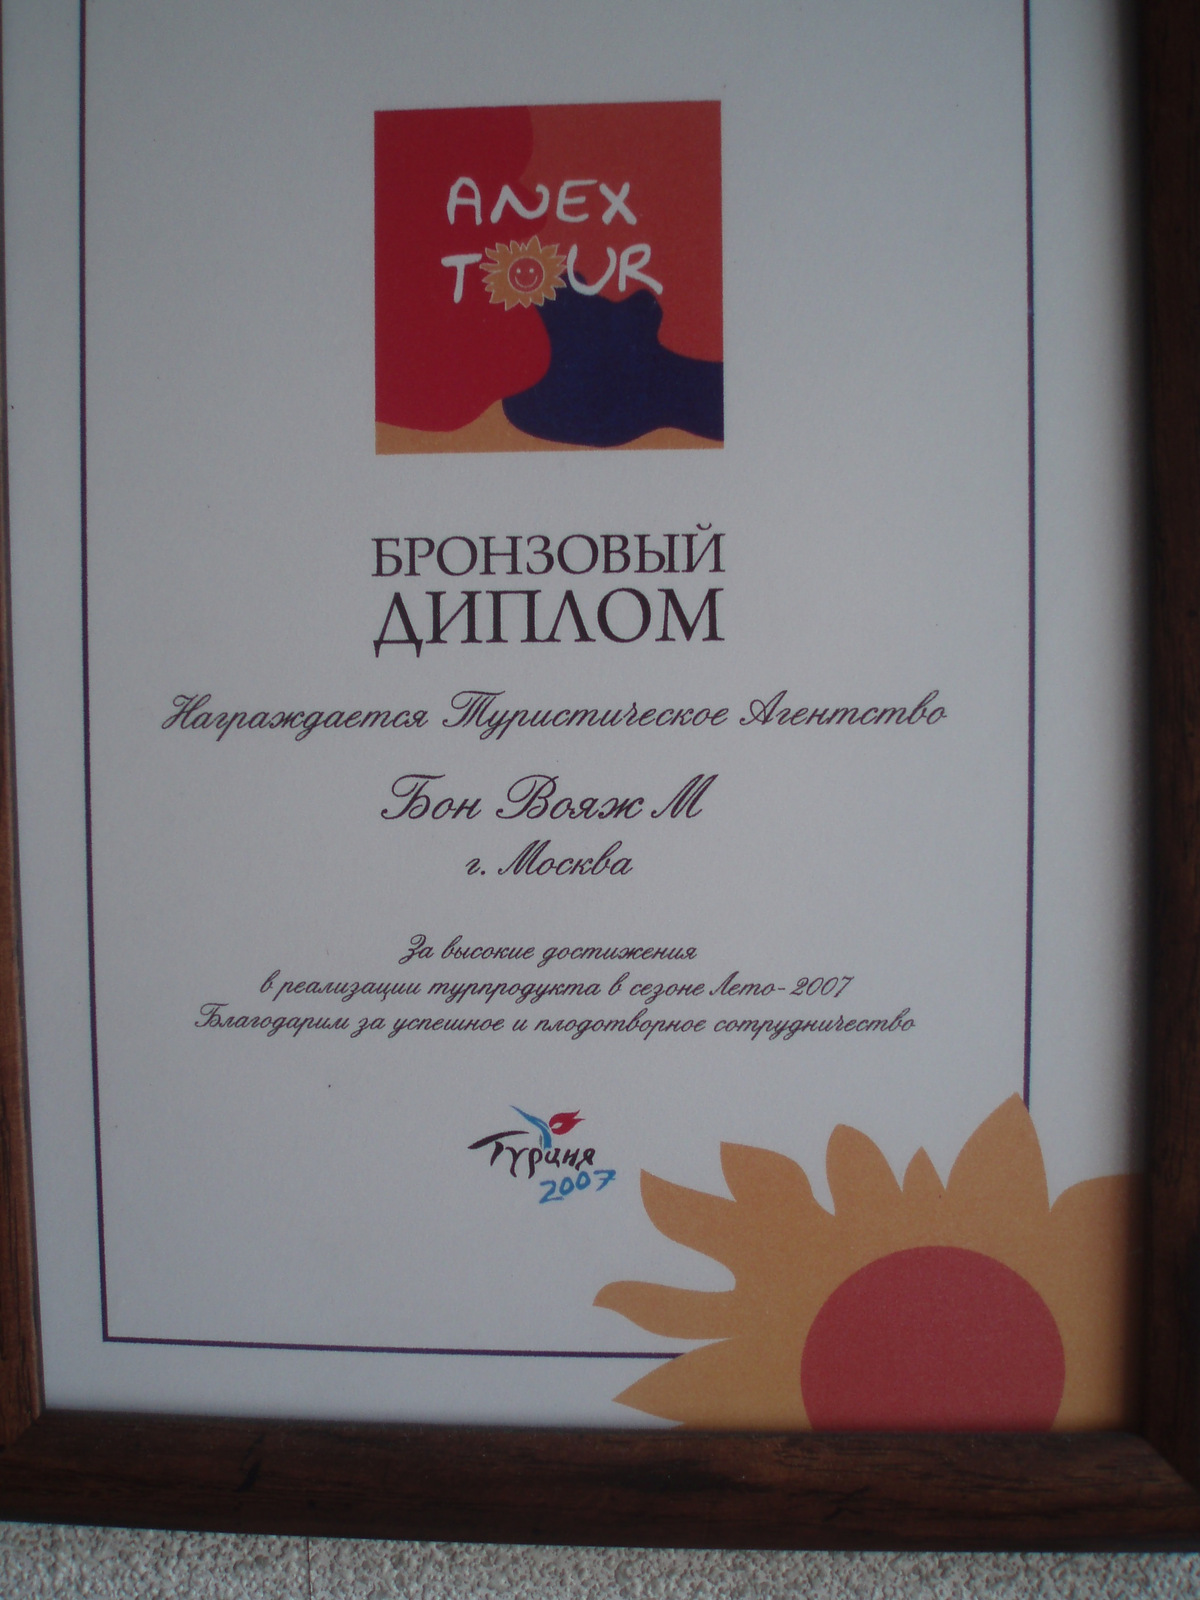 ANEX
TOUR
БРОНЗОВЫЙ
ДИПЛОМ
Награждается Туристическое Агентство
Бон Вояж М
г. Москва
За высокие достижения
в реализации турпродукта в сезоне Лето-2007
Благодарим за успешное и плодотворное сотрудничество
Турция
2007